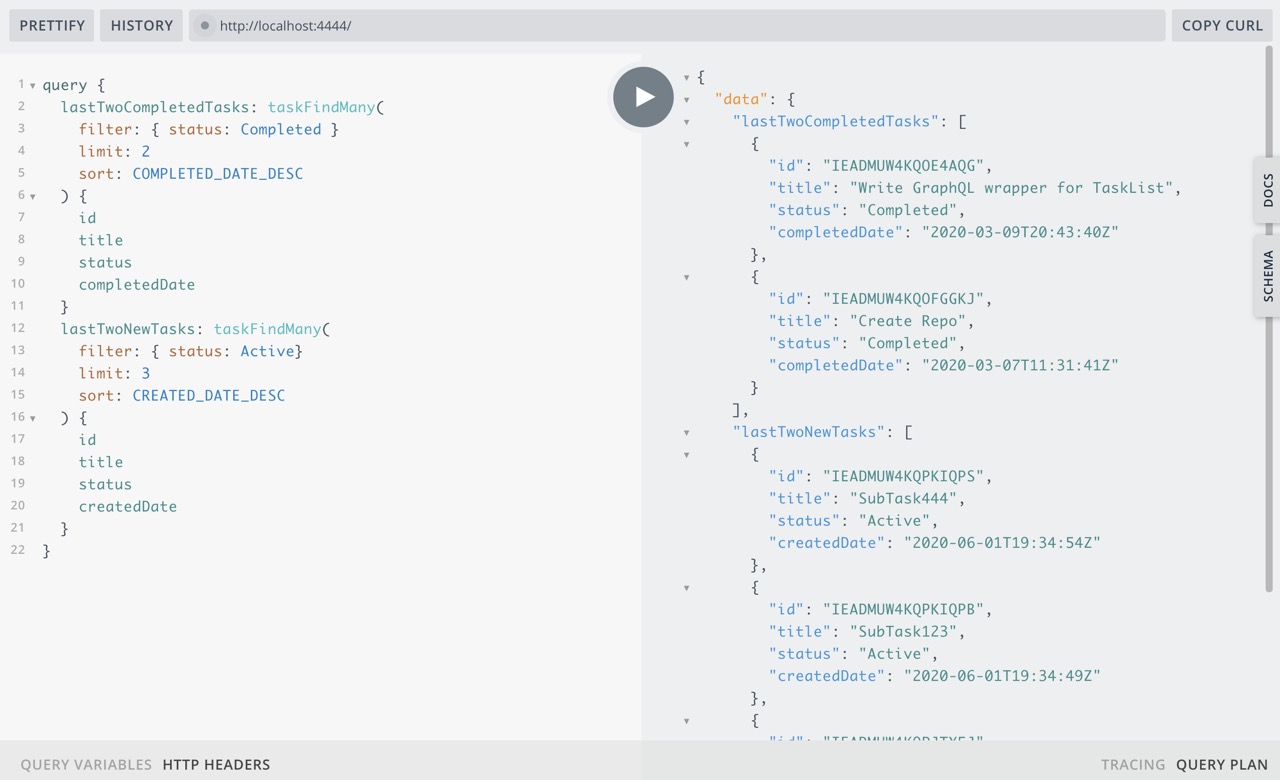 PRETTIFY HISTORY http://localhost:4444/ COPY CURL
1 query {
2 lastTwoCompletedTasks: taskFindMany(
3 filter: { status: Completed }
4 limit: 2
5 sort: COMPLETED_DATE_DESC
6 ) {
7 id
8 title
9 status
10 completedDate
11 }
12 lastTwoNewTasks: taskFindMany(
13 filter: { status: Active}
14 limit: 3
15 sort: CREATED_DATE_DESC
16 ) {
17 id
18 title
19 status
20 createdDate
21 }
22 }
{
"data": {
"lastTwoCompletedTasks": [
{
"id": "IEADMUW4KQOE4AQG",
"title": "Write GraphQL wrapper for TaskList",
"status": "Completed",
"completedDate": "2020-03-09T20:43:40Z"
},
{
"id": "IEADMUW4KQOFGGKJ",
"title": "Create Repo",
"status": "Completed",
"completedDate": "2020-03-07T11:31:41Z"
}
],
"lastTwoNewTasks": [
{
"id": "IEADMUW4KQPKIQPS",
"title": "SubTask444",
"status": "Active",
"createdDate": "2020-06-01T19:34:54Z"
},
{
"id": "IEADMUW4KQPKIQPB",
"title": "SubTask123",
"status": "Active",
"createdDate": "2020-06-01T19:34:49Z"
},
{
"id":
DOCS
SCHEMA
QUERY VARIABLES HTTP HEADERS
TRACING QUERY PLAN